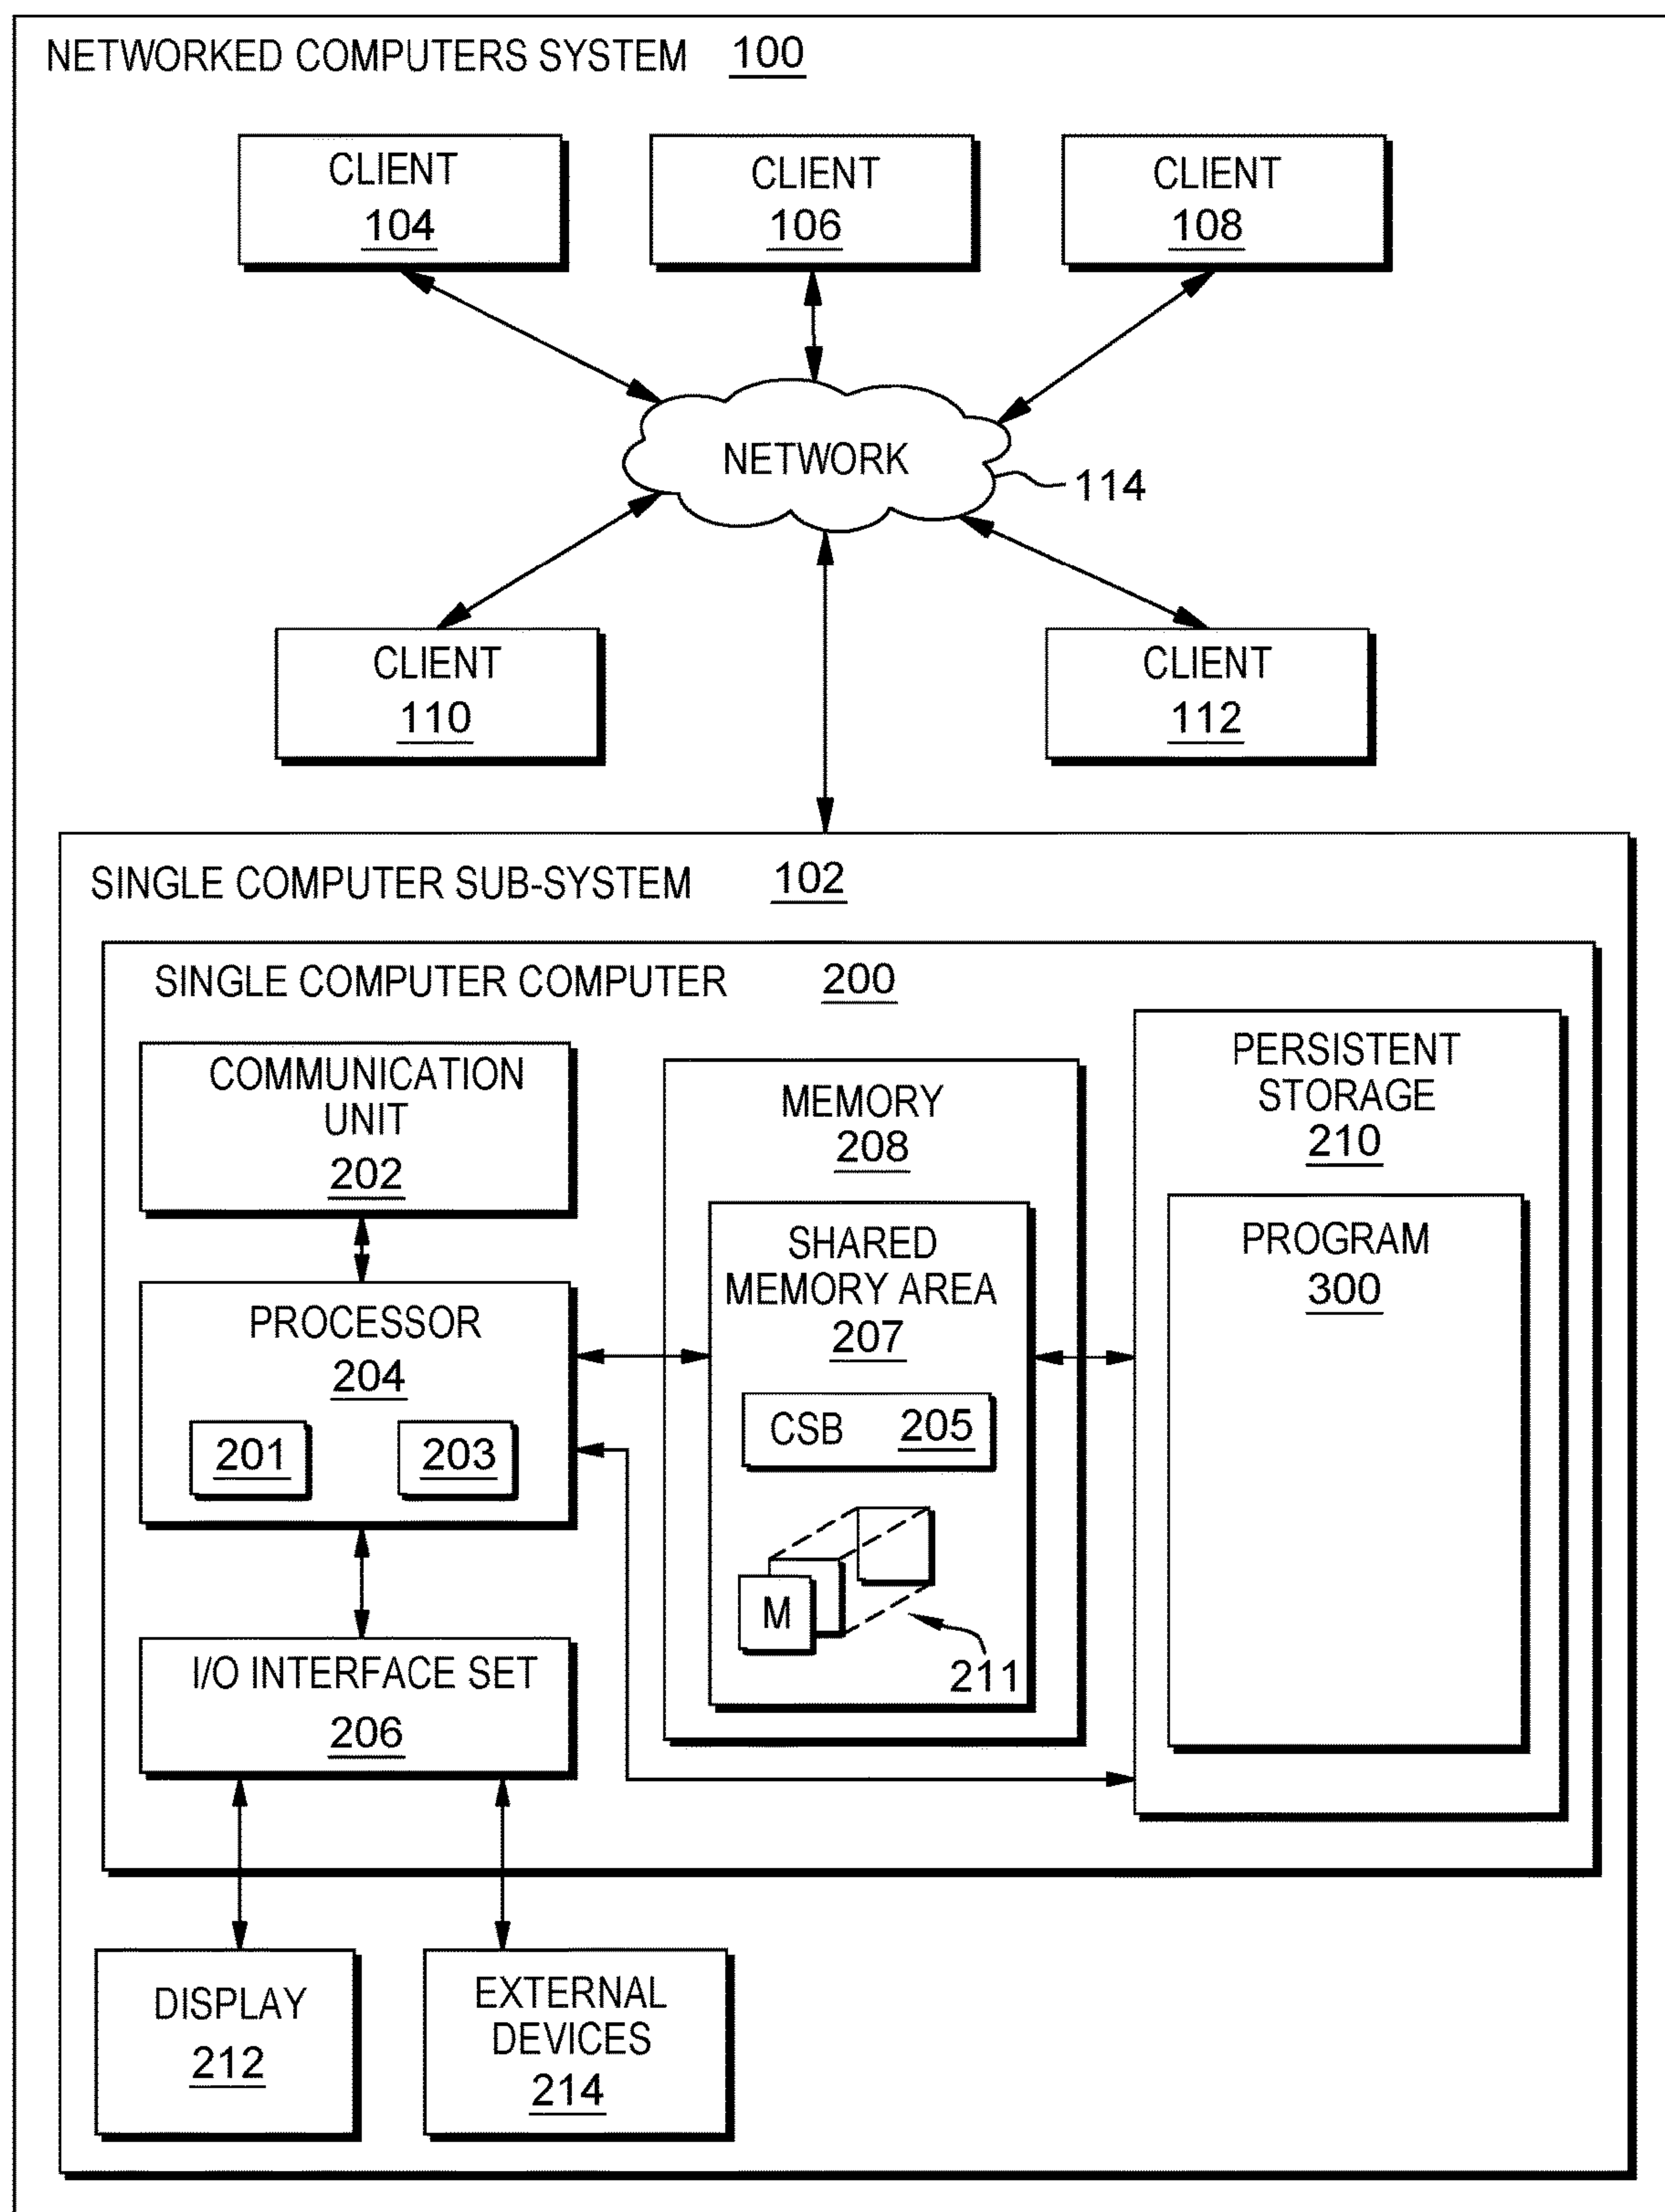 NETWORKED COMPUTERS SYSTEM 100
CLIENT
104
CLIENT
106
CLIENT
108
NETWORK
114
CLIENT
110
CLIENT
112
SINGLE COMPUTER SUB-SYSTEM 102
SINGLE COMPUTER COMPUTER 200
COMMUNICATION
UNIT
202
PROCESSOR
204
201
203
I/O INTERFACE SET
206
MEMORY
208
SHARED
MEMORY AREA
207
CSB 205
M
211
PERSISTENT
STORAGE
210
PROGRAM
300
DISPLAY
212
EXTERNAL
DEVICES
214